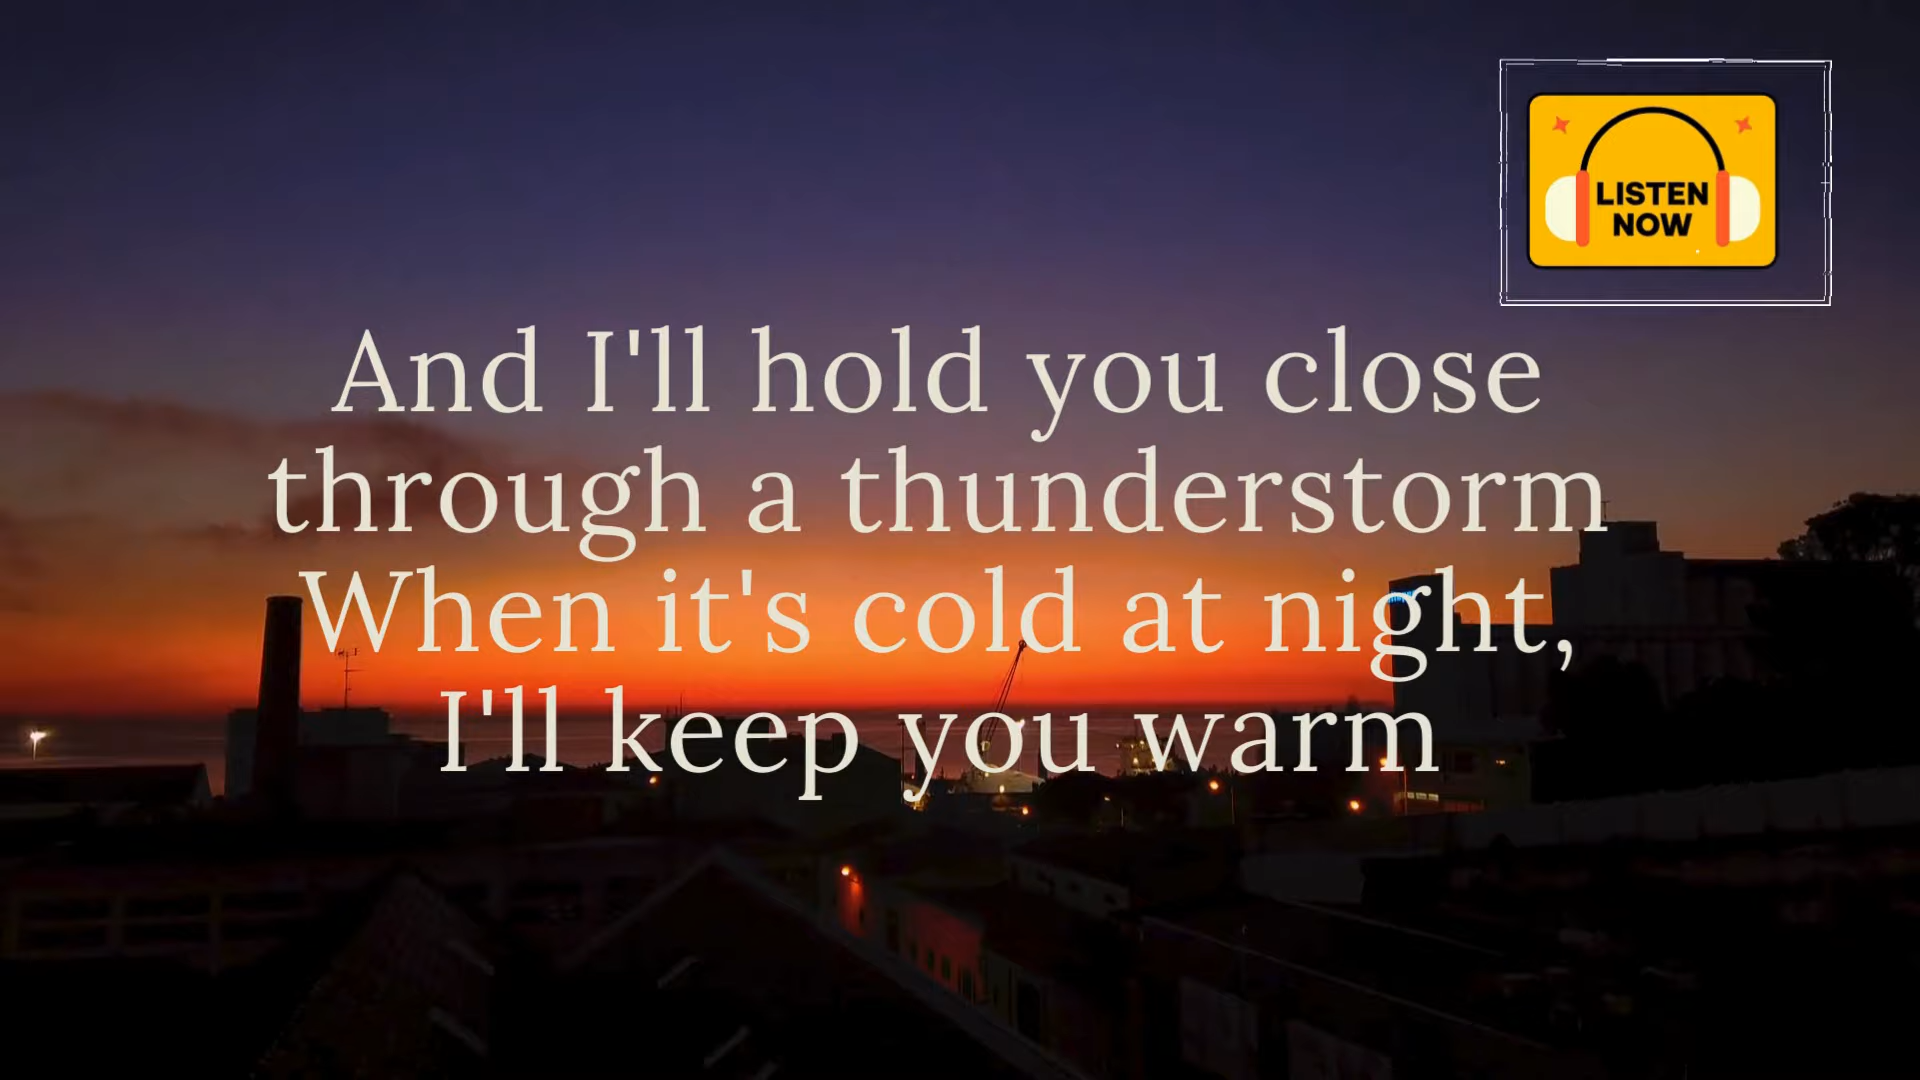 LISTEN
NOW
And I'll hold you close
through a thunderstorm
When it's cold at night,
I'll keep you warm